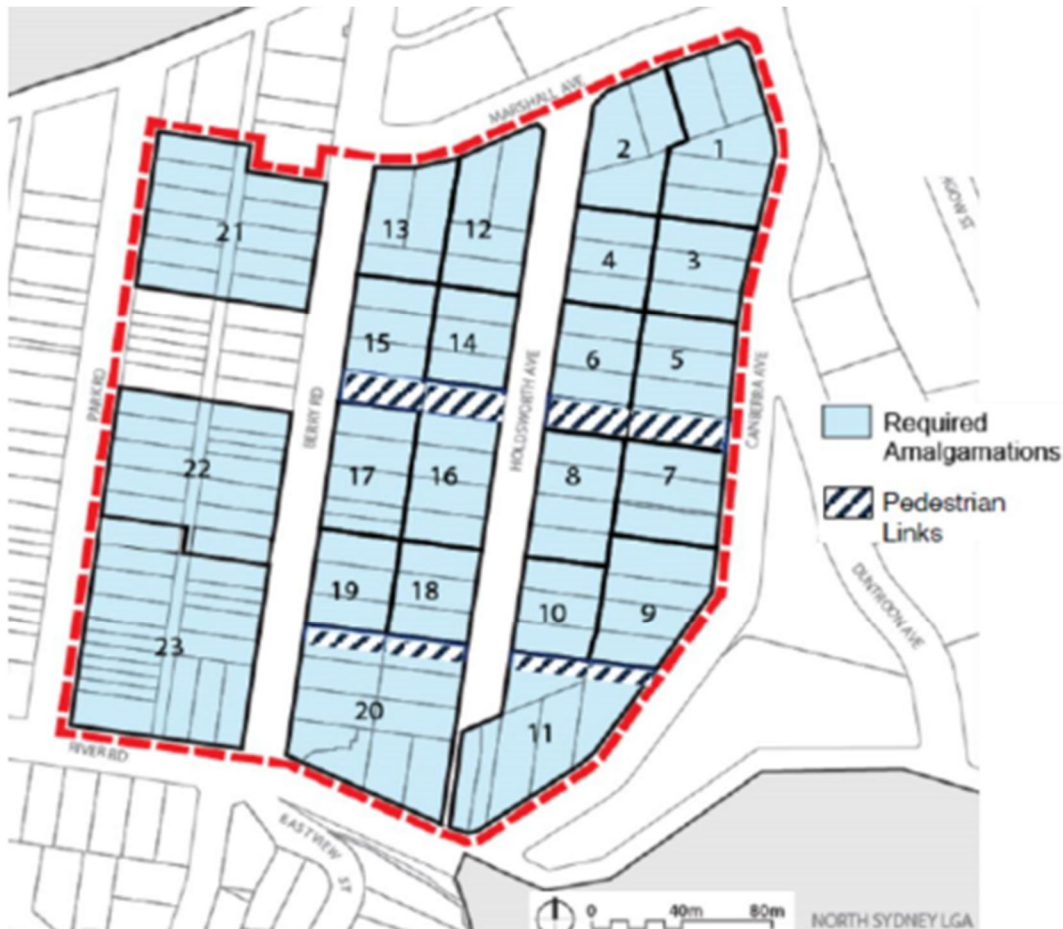 MARSHALL AVE
2
1
21
13
12
4
3
15
14
6
5
PARK RD
BERRY RD
HOLDSWORTH AVE
CANBERRA AVE
Required
Amalgamations
22
17
16
8
7
Pedestrian
Links
19
18
10
9
DUNTROON AVE
23
20
11
RIVER RD
EASTVIEW ST
0 40m 80m
NORTH SYDNEY LGA